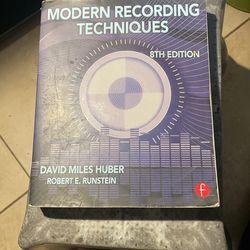 MODERN RECORDING
TECHNIQUES
8TH EDITION
DAVID MILES HUBER
ROBERT E. RUNSTEIN
f